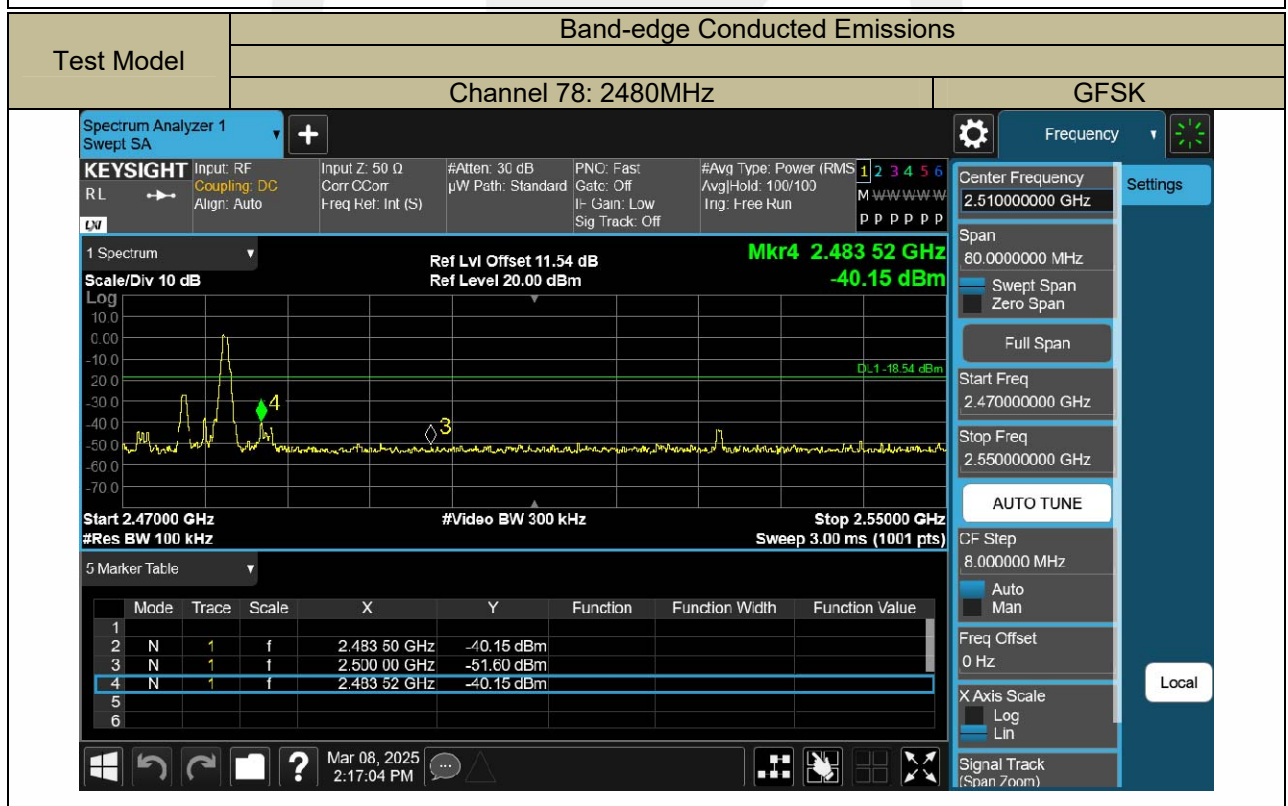 Test Model
Band-edge Conducted Emissions
Channel 78: 2480MHz
GFSK
Spectrum Analyzer 1
Swept SA
Frequency
KEYSIGHT
RL
LXI
Input: RF
Coupling: DC
Align: Auto
Input Z: 50 Ω
Corr CCorr
Freq Ref: Int (S)
#Atten: 30 dB
µW Path: Standard
PNO: Fast
Gate: Off
IF Gain: Low
Sig Track: Off
#Avg Type: Power (RMS
Avg|Hold: 100/100
Trig: Free Run
1 2 3 4 5 6
M W W W W W
P P P P P P
1 Spectrum
Scale/Div 10 dB
Log
Ref Lvl Offset 11.54 dB
Ref Level 20.00 dBm
Mkr4 2.483 52 GHz
-40.15 dBm
10.0
0.00
-10.0
20.0
-30.0
-40.0
-50.0
-60.0
-70.0
DL1 -18.54 dBm
4
3
Start 2.47000 GHz
#Res BW 100 kHz
#Video BW 300 kHz
Stop 2.55000 GHz
Sweep 3.00 ms (1001 pts)
5 Marker Table
Mode Trace Scale X Y Function Function Width Function Value
1
2 N 1 f 2.483 50 GHz -40.15 dBm
3 N 1 f 2.500 00 GHz -51.60 dBm
4 N 1 f 2.483 52 GHz -40.15 dBm
5
6
Mar 08, 2025
2:17:04 PM
Center Frequency
2.510000000 GHz
Settings
Span
80.0000000 MHz
Swept Span
Zero Span
Full Span
Start Freq
2.470000000 GHz
Stop Freq
2.550000000 GHz
AUTO TUNE
CF Step
8.000000 MHz
Auto
Man
Freq Offset
0 Hz
X Axis Scale
Log
Lin
Local
Signal Track
(Span Zoom)